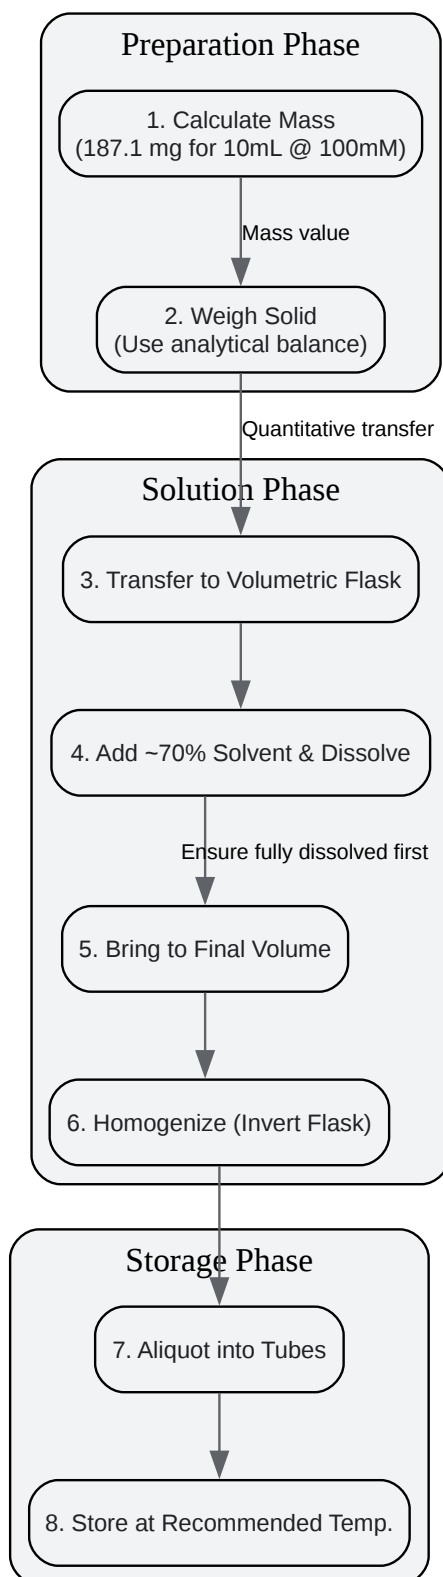 Preparation Phase
1. Calculate Mass
(187.1 mg for 10mL @ 100mM)
Mass value
2. Weigh Solid
(Use analytical balance)
Quantitative transfer
Solution Phase
3. Transfer to Volumetric Flask
4. Add ~70% Solvent & Dissolve
Ensure fully dissolved first
5. Bring to Final Volume
6. Homogenize (Invert Flask)
Storage Phase
7. Aliquot into Tubes
8. Store at Recommended Temp.